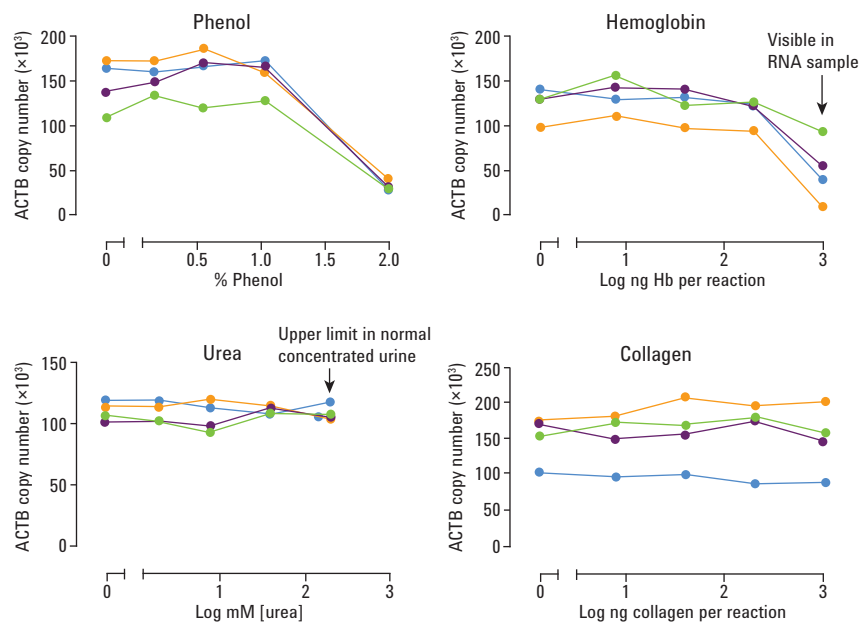 Phenol
ACTB copy number (×10³)
200
150
100
50
0
0
0.5
1.0
1.5
2.0
% Phenol
Hemoglobin
Visible in
RNA sample
ACTB copy number (×10³)
200
150
100
50
0
0
1
2
3
Log ng Hb per reaction
Urea
Upper limit in normal
concentrated urine
ACTB copy number (×10³)
150
100
50
0
0
1
2
3
Log mM [urea]
Collagen
ACTB copy number (×10³)
250
200
150
100
50
0
0
1
2
3
Log ng collagen per reaction